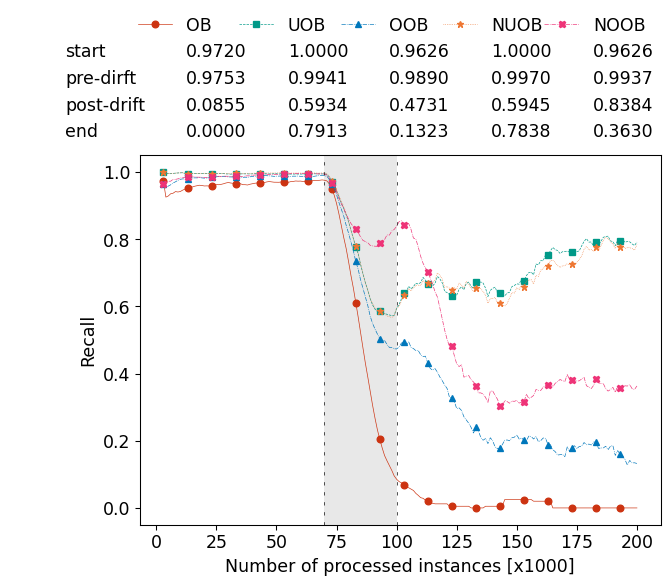 OB UOB OOB NUOB NOOB
start 0.9720 1.0000 0.9626 1.0000 0.9626
pre-dirft 0.9753 0.9941 0.9890 0.9970 0.9937
post-drift 0.0855 0.5934 0.4731 0.5945 0.8384
end 0.0000 0.7913 0.1323 0.7838 0.3630
1.0
0.8
0.6
0.4
0.2
0.0
Recall
0 25 50 75 100 125 150 175 200
Number of processed instances [x1000]